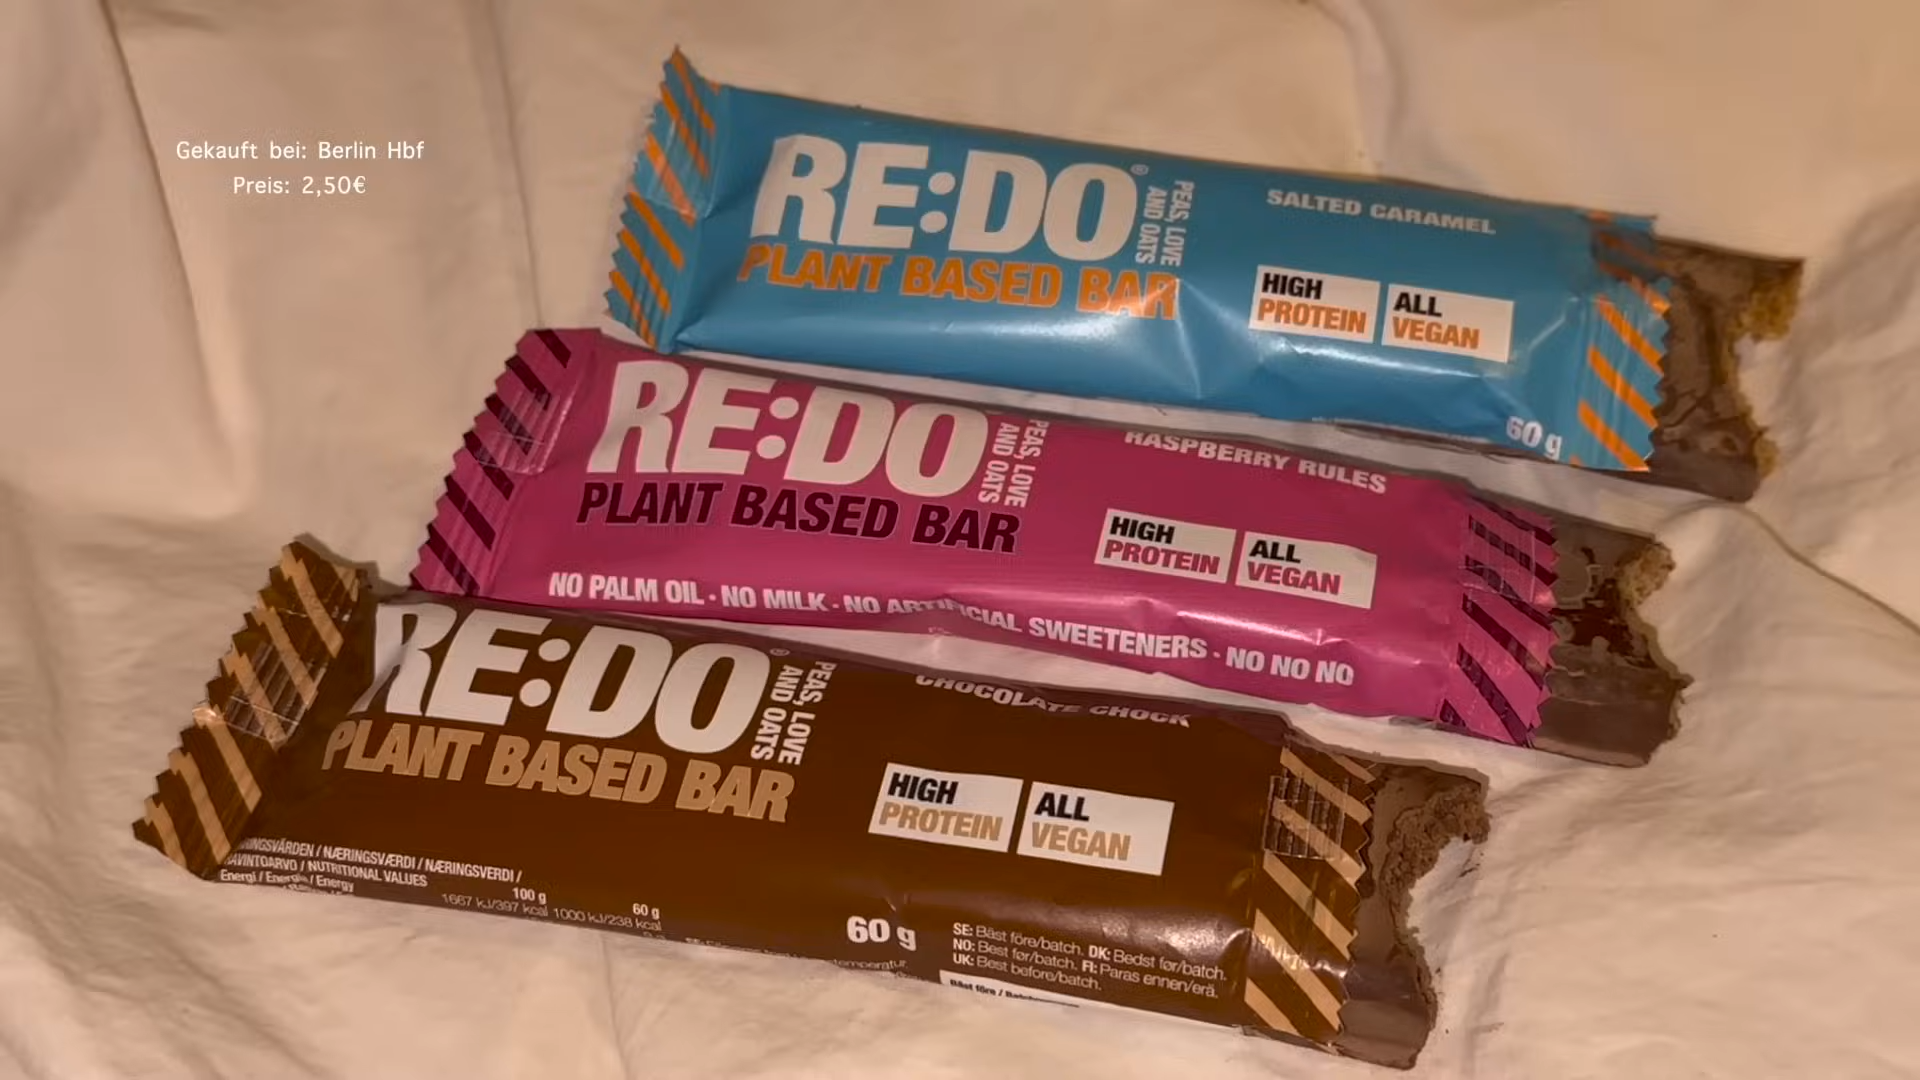 Gekauft bei: Berlin Hbf
Preis: 2,50€
RE:DO®
PEAS, LOVE
AND OATS
PLANT BASED BAR
SALTED CARAMEL
HIGH
PROTEIN
ALL
VEGAN
60 g
RE:DO
PEAS, LOVE
AND OATS
PLANT BASED BAR
RASPBERRY RULES
HIGH
PROTEIN
ALL
VEGAN
NO PALM OIL · NO MILK · NO ARTIFICIAL SWEETENERS · NO NO NO
RE:DO®
PEAS, LOVE
AND OATS
PLANT BASED BAR
CHOCOLATE CHOCK
HIGH
PROTEIN
ALL
VEGAN
/ NÆRINGSVÆRDI / NÆRINGSVERDI /
/ NUTRITIONAL VALUES
Energi / / Energy
100 g
60 g
1667 kJ/397 kcal 1000 kJ/238 kcal
60 g
SE: Bäst före/batch. DK: Bedst før/batch.
NO: Best før/batch. FI: Paras ennen/erä.
UK: Best before/batch.